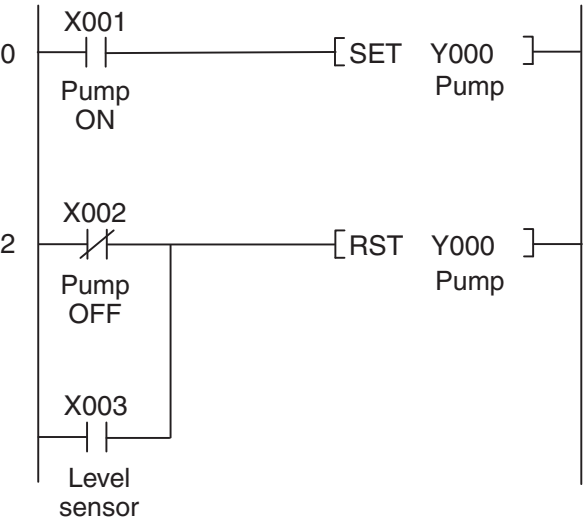 X001
0 SET Y000
Pump ON Pump
X002
2 RST Y000
Pump OFF Pump
X003
Level
sensor